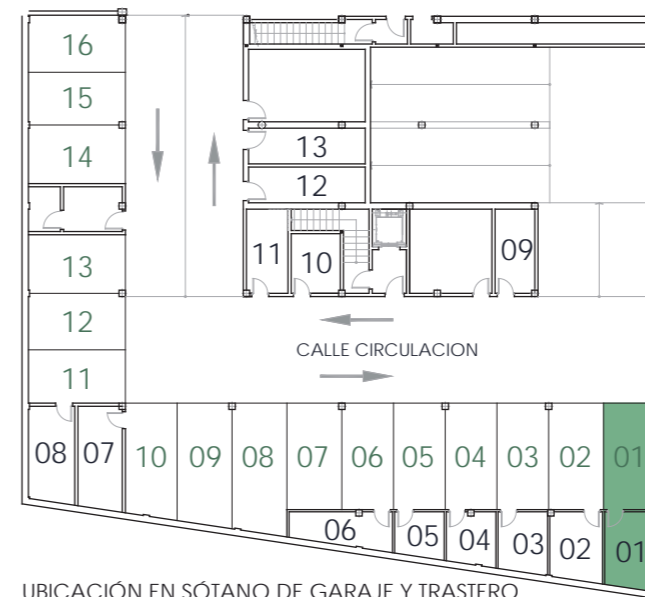 16
15
14
13
12
11
13
12
11 10 09
CALLE CIRCULACION
08 07 10 09 08 07 06 05 04 03 02 01
06 05 04 03 02 01
UBICACIÓN EN SÓTANO DE GARAJE Y TRASTERO